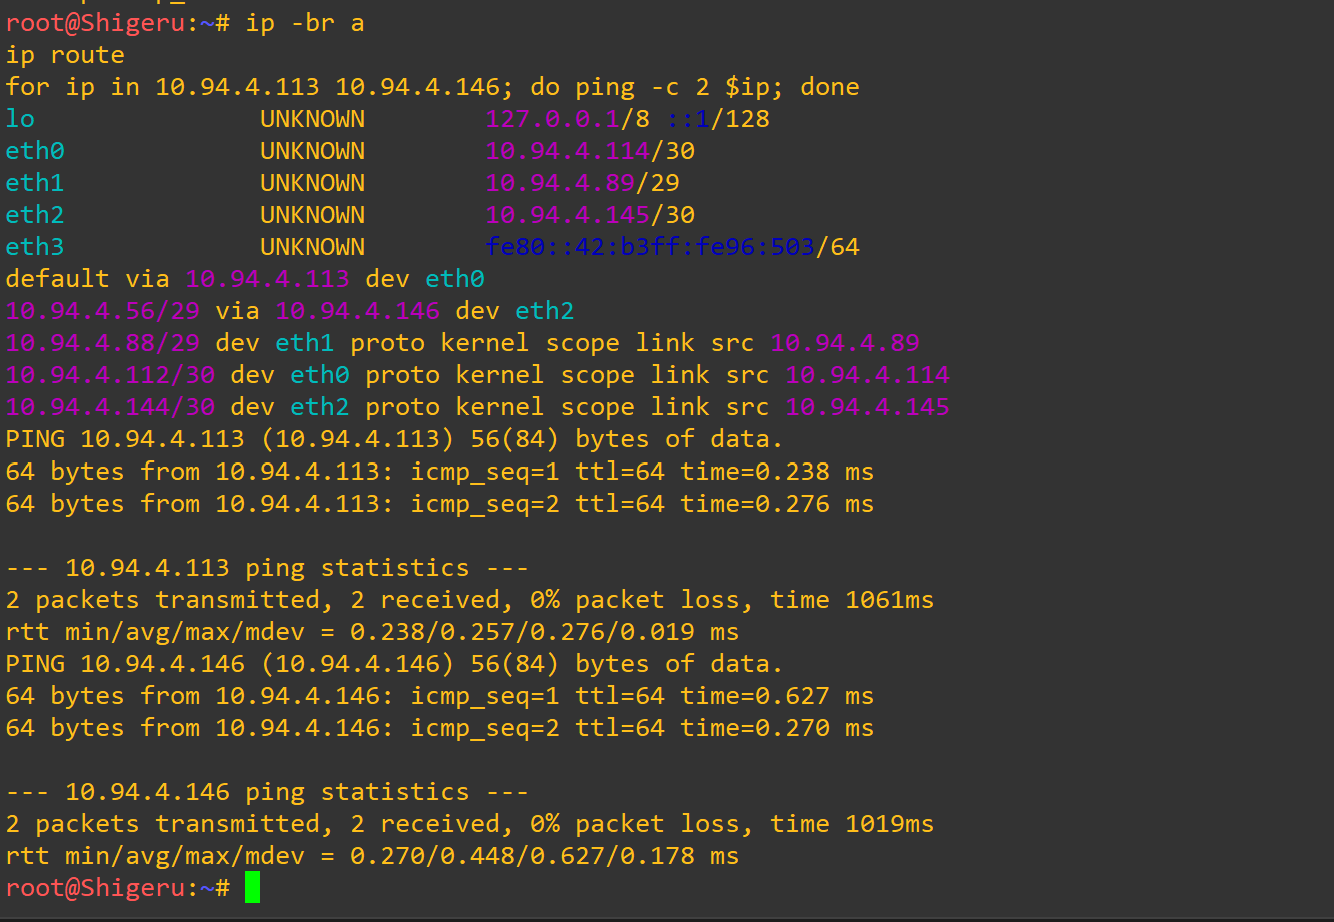 root@Shigeru:~# ip -br a
ip route
for ip in 10.94.4.113 10.94.4.146; do ping -c 2 $ip; done
lo               UNKNOWN        127.0.0.1/8 ::1/128
eth0             UNKNOWN        10.94.4.114/30
eth1             UNKNOWN        10.94.4.89/29
eth2             UNKNOWN        10.94.4.145/30
eth3             UNKNOWN        fe80::42:b3ff:fe96:503/64
default via 10.94.4.113 dev eth0
10.94.4.56/29 via 10.94.4.146 dev eth2
10.94.4.88/29 dev eth1 proto kernel scope link src 10.94.4.89
10.94.4.112/30 dev eth0 proto kernel scope link src 10.94.4.114
10.94.4.144/30 dev eth2 proto kernel scope link src 10.94.4.145
PING 10.94.4.113 (10.94.4.113) 56(84) bytes of data.
64 bytes from 10.94.4.113: icmp_seq=1 ttl=64 time=0.238 ms
64 bytes from 10.94.4.113: icmp_seq=2 ttl=64 time=0.276 ms

--- 10.94.4.113 ping statistics ---
2 packets transmitted, 2 received, 0% packet loss, time 1061ms
rtt min/avg/max/mdev = 0.238/0.257/0.276/0.019 ms
PING 10.94.4.146 (10.94.4.146) 56(84) bytes of data.
64 bytes from 10.94.4.146: icmp_seq=1 ttl=64 time=0.627 ms
64 bytes from 10.94.4.146: icmp_seq=2 ttl=64 time=0.270 ms

--- 10.94.4.146 ping statistics ---
2 packets transmitted, 2 received, 0% packet loss, time 1019ms
rtt min/avg/max/mdev = 0.270/0.448/0.627/0.178 ms
root@Shigeru:~#